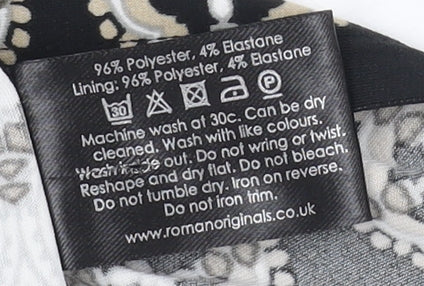 96% Polyester, 4% Elastane
Lining: 96% Polyester, 4% Elastane
30 P
Machine wash at 30c. Can be dry
cleaned. Wash with like colours.
Wash inside out. Do not wring or twist.
Reshape and dry flat. Do not bleach.
Do not tumble dry. Iron on reverse.
Do not iron trim.
www.romanoriginals.co.uk